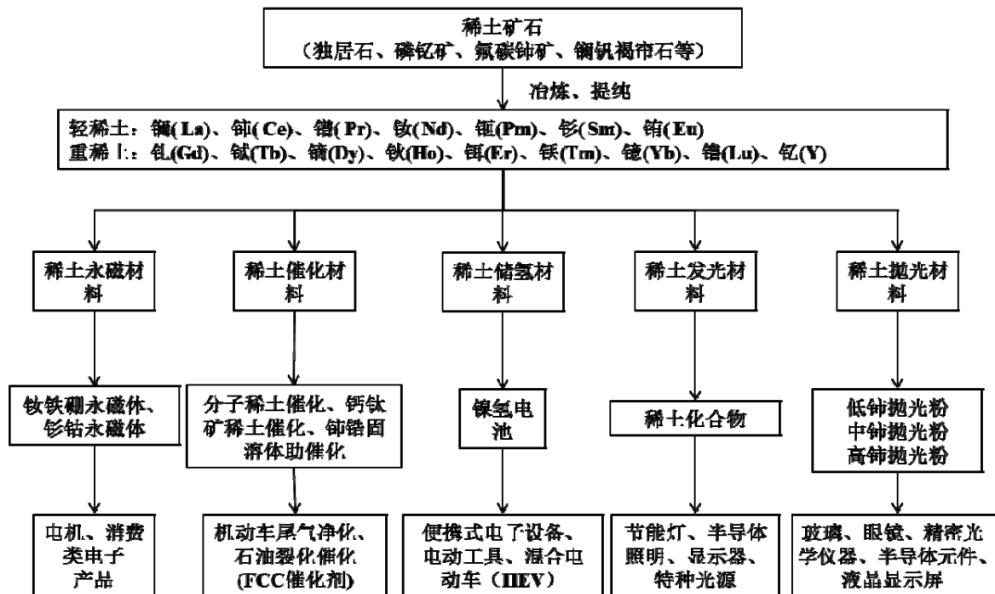 稀土矿石
（独居石、磷钇矿、氟碳铈矿、镧钒褐帘石等）
冶炼、提纯
轻稀土：镧(La)、铈(Ce)、镨(Pr)、钕(Nd)、钷(Pm)、钐(Sm)、铕(Eu)
重稀土：钆(Gd)、铽(Tb)、镝(Dy)、钬(Ho)、铒(Er)、铥(Tm)、镱(Yb)、镥(Lu)、钇(Y)
稀土永磁材
料
稀土催化材
料
稀土储氢材
料
稀土发光材
料
稀土抛光材
料
钕铁硼永磁体、
钐钴永磁体
分子稀土催化、钙钛
矿稀土催化、铈锆固
溶体助催化
镍氢电
池
稀土化合物
低铈抛光粉
中铈抛光粉
高铈抛光粉
电机、消费
类电子
产品
机动车尾气净化、
石油裂化催化
(FCC催化剂)
便携式电子设备、
电动工具、混合电
动车（HEV）
节能灯、半导体
照明、显示器、
特种光源
玻璃、眼镜、精密光
学仪器、半导体元件、
液晶显示屏